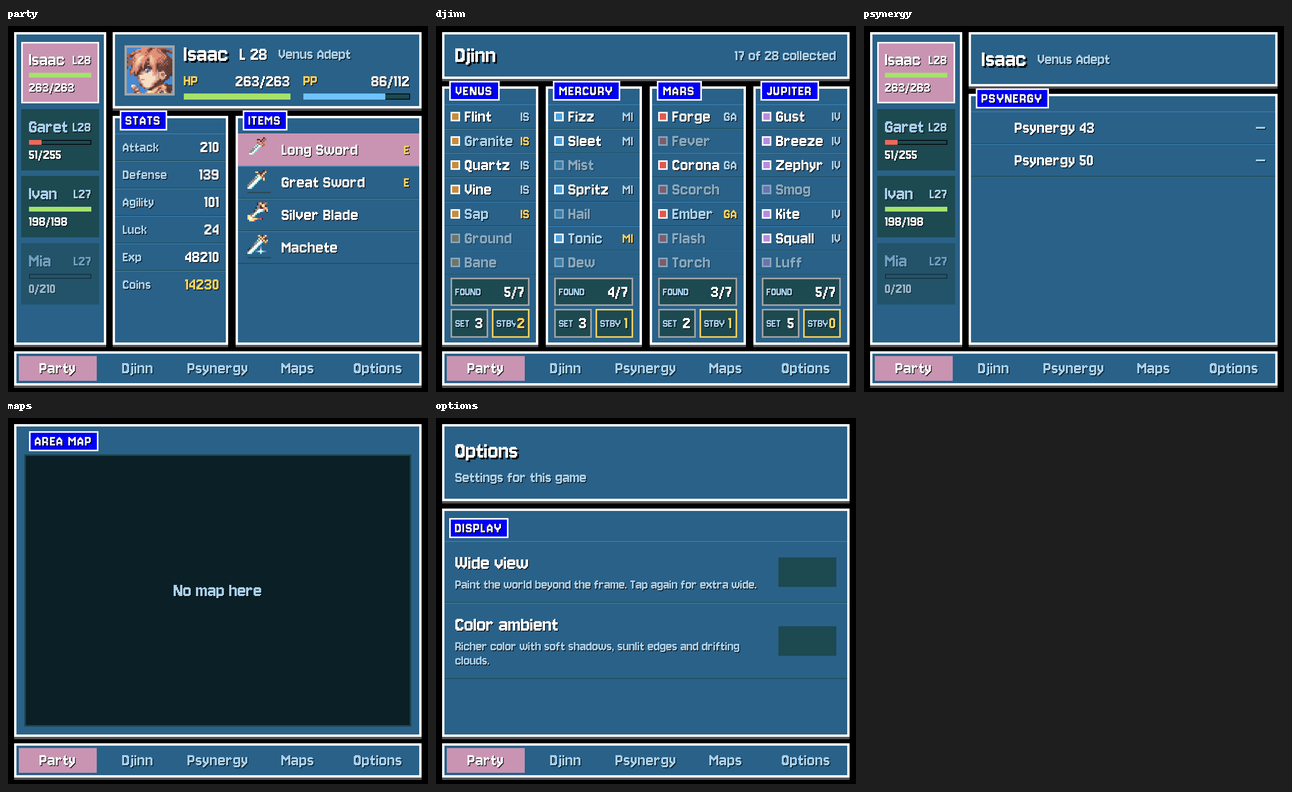 party
Isaac L28
263/263
Garet L28
51/255
Ivan L27
198/198
Mia L27
0/210
Isaac L 28 Venus Adept
HP 263/263 PP 86/112
STATS
Attack 210
Defense 139
Agility 101
Luck 24
Exp 48210
Coins 14230
ITEMS
Long Sword E
Great Sword E
Silver Blade
Machete
Party Djinn Psynergy Maps Options
djinn
Djinn 17 of 28 collected
VENUS
Flint IS
Granite IS
Quartz IS
Vine IS
Sap IS
Ground
Bane
FOUND 5/7
SET 3 STBY 2
MERCURY
Fizz MI
Sleet MI
Mist
Spritz MI
Hail
Tonic MI
Dew
FOUND 4/7
SET 3 STBY 1
MARS
Forge GA
Fever
Corona GA
Scorch
Ember GA
Flash
Torch
FOUND 3/7
SET 2 STBY 1
JUPITER
Gust IV
Breeze IV
Zephyr IV
Smog
Kite IV
Squall IV
Luff
FOUND 5/7
SET 5 STBY 0
Party Djinn Psynergy Maps Options
psynergy
Isaac L28
263/263
Garet L28
51/255
Ivan L27
198/198
Mia L27
0/210
Isaac Venus Adept
PSYNERGY
Psynergy 43 —
Psynergy 50 —
Party Djinn Psynergy Maps Options
maps
AREA MAP
No map here
Party Djinn Psynergy Maps Options
options
Options
Settings for this game
DISPLAY
Wide view
Paint the world beyond the frame. Tap again for extra wide.
Color ambient
Richer color with soft shadows, sunlit edges and drifting
clouds.
Party Djinn Psynergy Maps Options